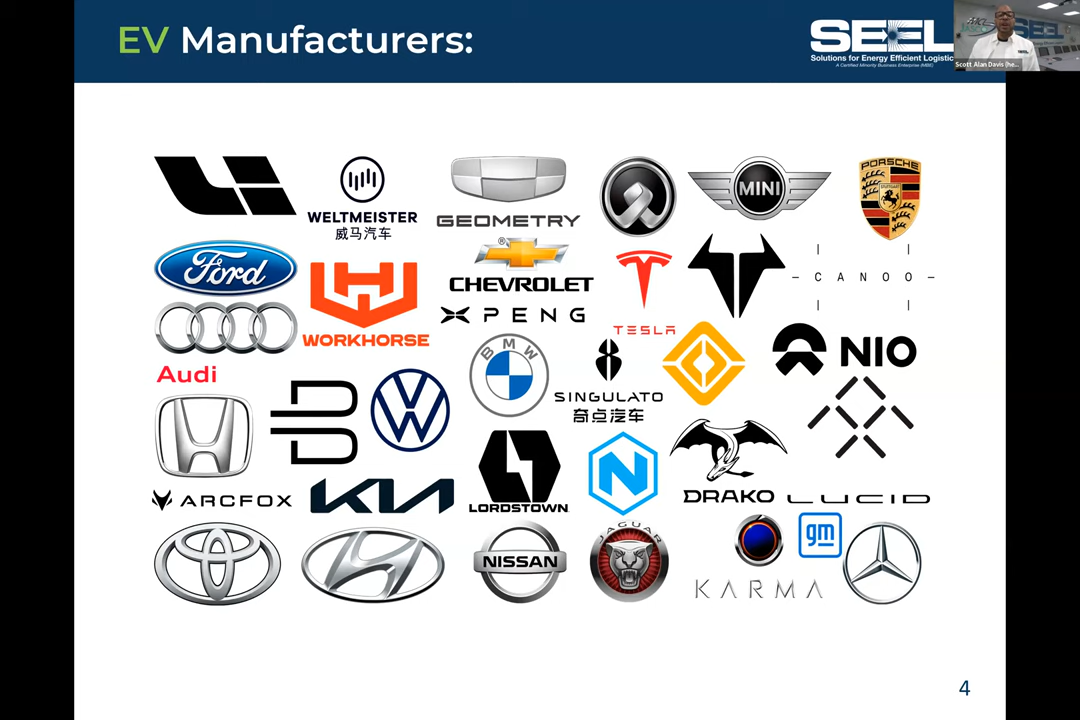 EV Manufacturers:
SEEL
Solutions for Energy Efficient Logistic
A Certified Minority Business Enterprise (MBE)
Scott Alan Davis (he...
WELTMEISTER
威马汽车
GEOMETRY
MINI
PORSCHE
Ford
WORKHORSE
®
CHEVROLET
XPENG
TESLA
CANOO
Audi
BMW
SINGULATO
奇点汽车
NIO
ARCFOX
KIA
LORDSTOWN
DRAKO
LUCID
NISSAN
JAGUAR
KARMA
gm
4